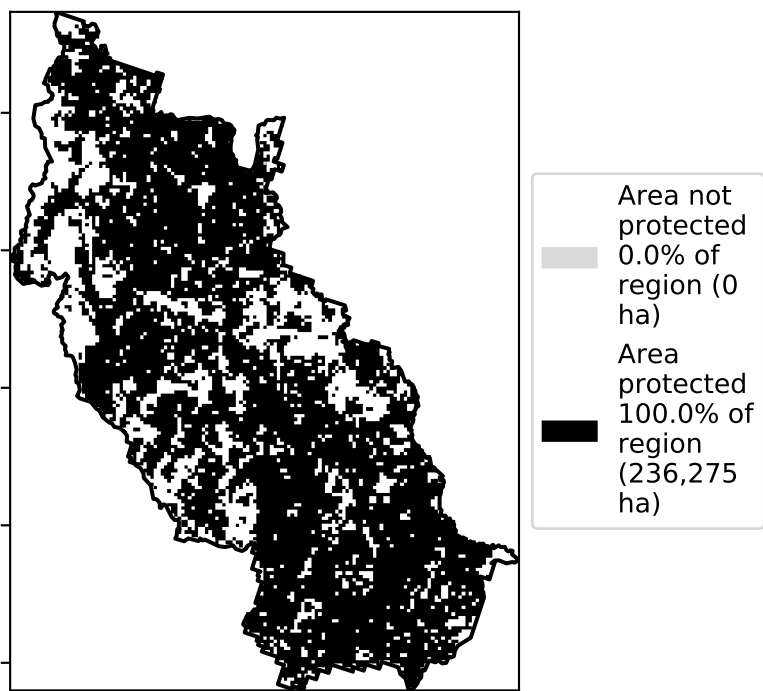 Area not
protected
0.0% of
region (0
ha)
Area
protected
100.0% of
region
(236,275
ha)